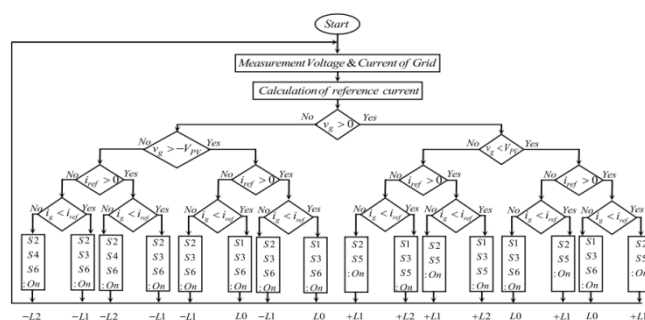 Start
Measurement Voltage & Current of Grid
Calculation of reference current
No v_g > 0 Yes
No v_g > -V_PV Yes
No v_g < V_PV Yes
No i_ref > 0 Yes
No i_ref > 0 Yes
No i_ref > 0 Yes
No i_ref > 0 Yes
No i_g < i_ref Yes
No i_g < i_ref Yes
No i_g < i_ref Yes
No i_g < i_ref Yes
No i_g < i_ref Yes
No i_g < i_ref Yes
No i_g < i_ref Yes
No i_g < i_ref Yes
S2 S2 S2 S2 S2 S1 S2 S1 S2 S1 S2 S1 S1 S2 S1 S2
S4 S3 S4 S3 S3 S3 S3 S3 S5 S3 S5 S3 S3 S5 S3 S5
S6 S6 S6 S6 S6 S6 S6 S6 :On S5 :On S5 S6 :On S6 :On
:On :On :On :On :On :On :On :On :On :On :On :On
-L2 -L1 -L2 -L1 -L1 L0 -L1 L0 +L1 +L2 +L1 +L2 L0 +L1 L0 +L1